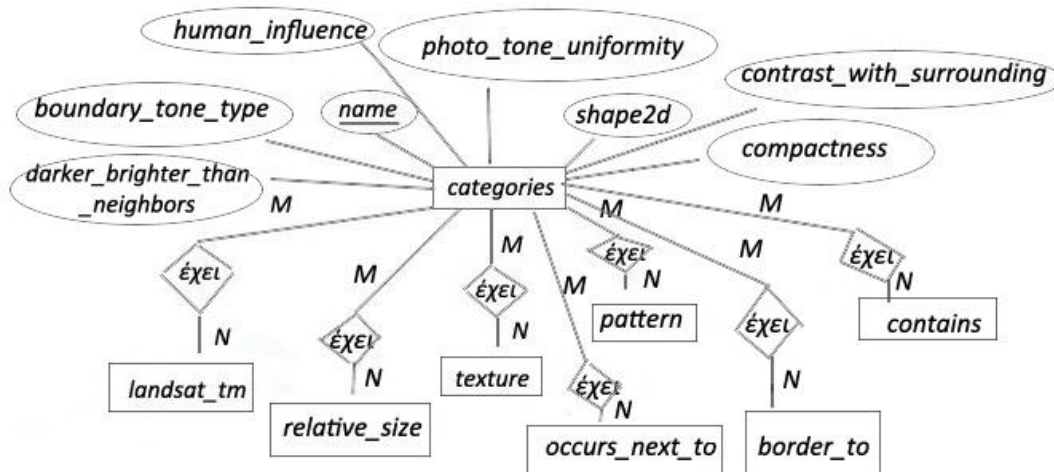 human_influence
photo_tone_uniformity
contrast_with_surrounding
boundary_tone_type
name
shape2d
compactness
darker_brighter_than
_neighbors
categories
M
M
M
M
M
M
M
έχει
έχει
έχει
έχει
έχει
έχει
έχει
N
N
N
N
N
N
N
landsat_tm
relative_size
texture
occurs_next_to
pattern
border_to
contains